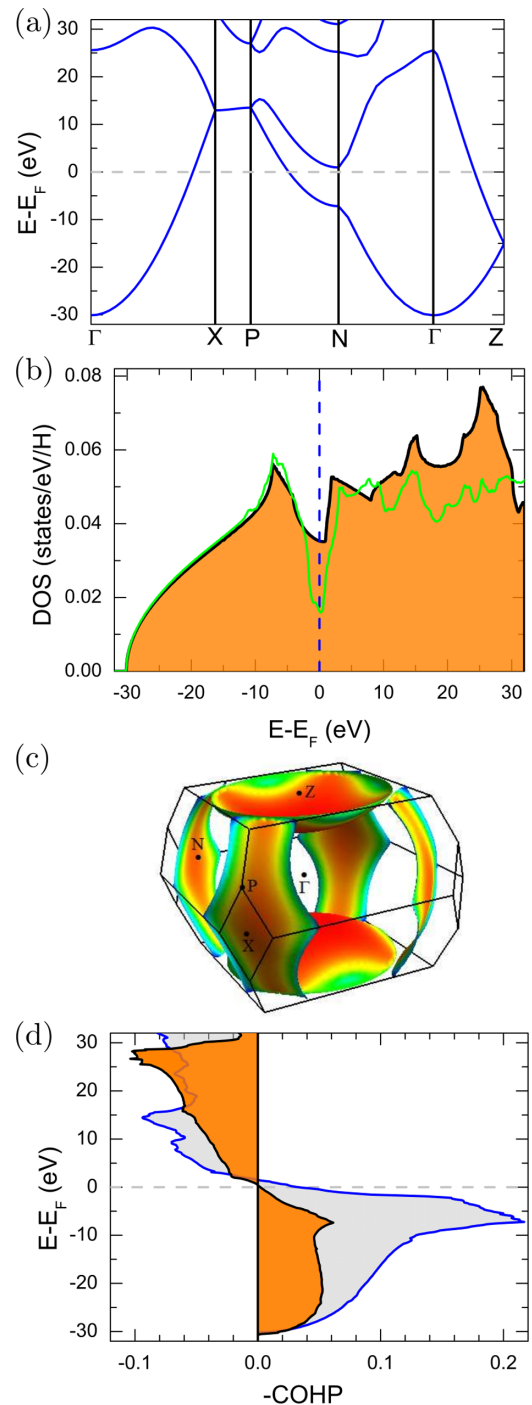 (a)
30
20
10
0
-10
-20
-30
E-E_F (eV)
Γ X P N Γ Z
(b)
0.08
0.06
0.04
0.02
0.00
DOS (states/eV/H)
-30 -20 -10 0 10 20 30
E-E_F (eV)
(c)
Z
N
P
Γ
X
(d)
30
20
10
0
-10
-20
-30
E-E_F (eV)
-0.1 0.0 0.1 0.2
-COHP